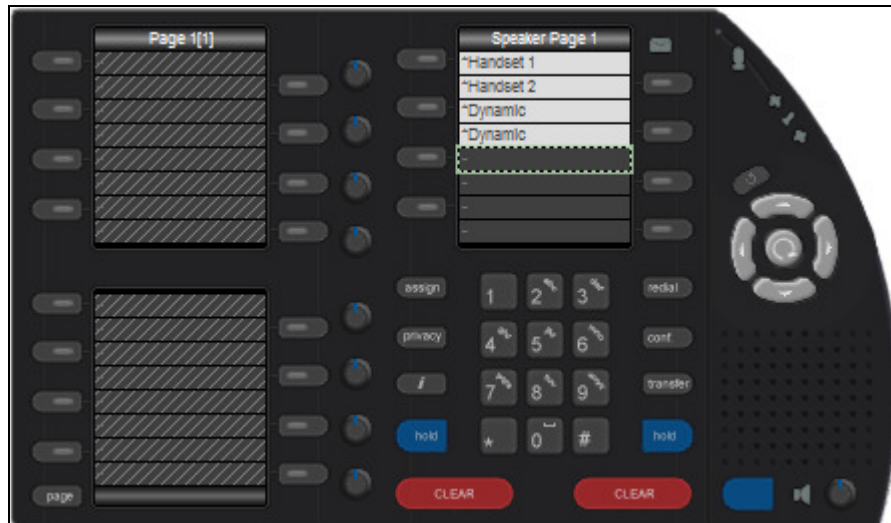 Page 1[1]
Speaker Page 1
*Handset 1
*Handset 2
*Dynamic
*Dynamic
-
-
-
-
assign
1
2
3
redial
privacy
4
5
6
conf.
i
7
8
9
transfer
hold
*
0
#
hold
CLEAR
CLEAR
page